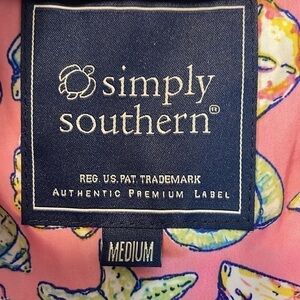 simply
southern®
REG. US. PAT. TRADEMARK
AUTHENTIC PREMIUM LABEL
MEDIUM